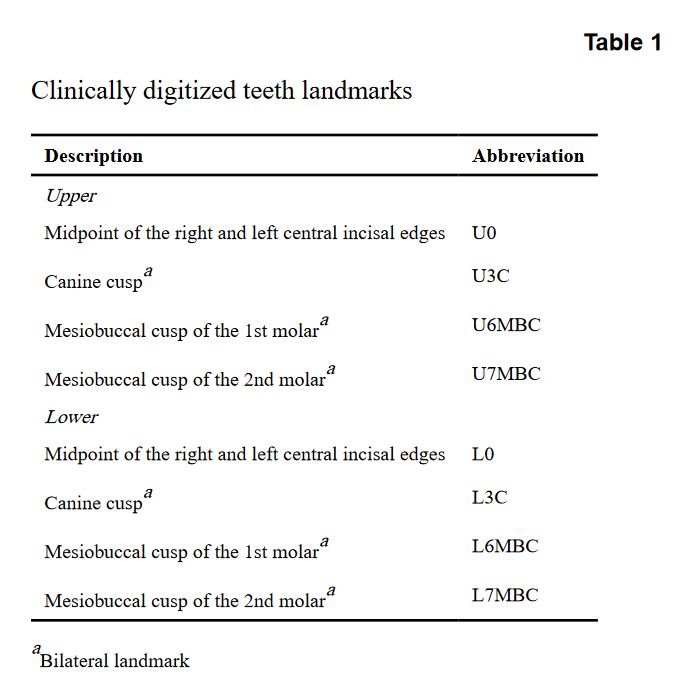 Table 1
Clinically digitized teeth landmarks
Description Abbreviation
Upper
Midpoint of the right and left central incisal edges U0
Canine cusp^a U3C
Mesiobuccal cusp of the 1st molar^a U6MBC
Mesiobuccal cusp of the 2nd molar^a U7MBC
Lower
Midpoint of the right and left central incisal edges L0
Canine cusp^a L3C
Mesiobuccal cusp of the 1st molar^a L6MBC
Mesiobuccal cusp of the 2nd molar^a L7MBC
^aBilateral landmark